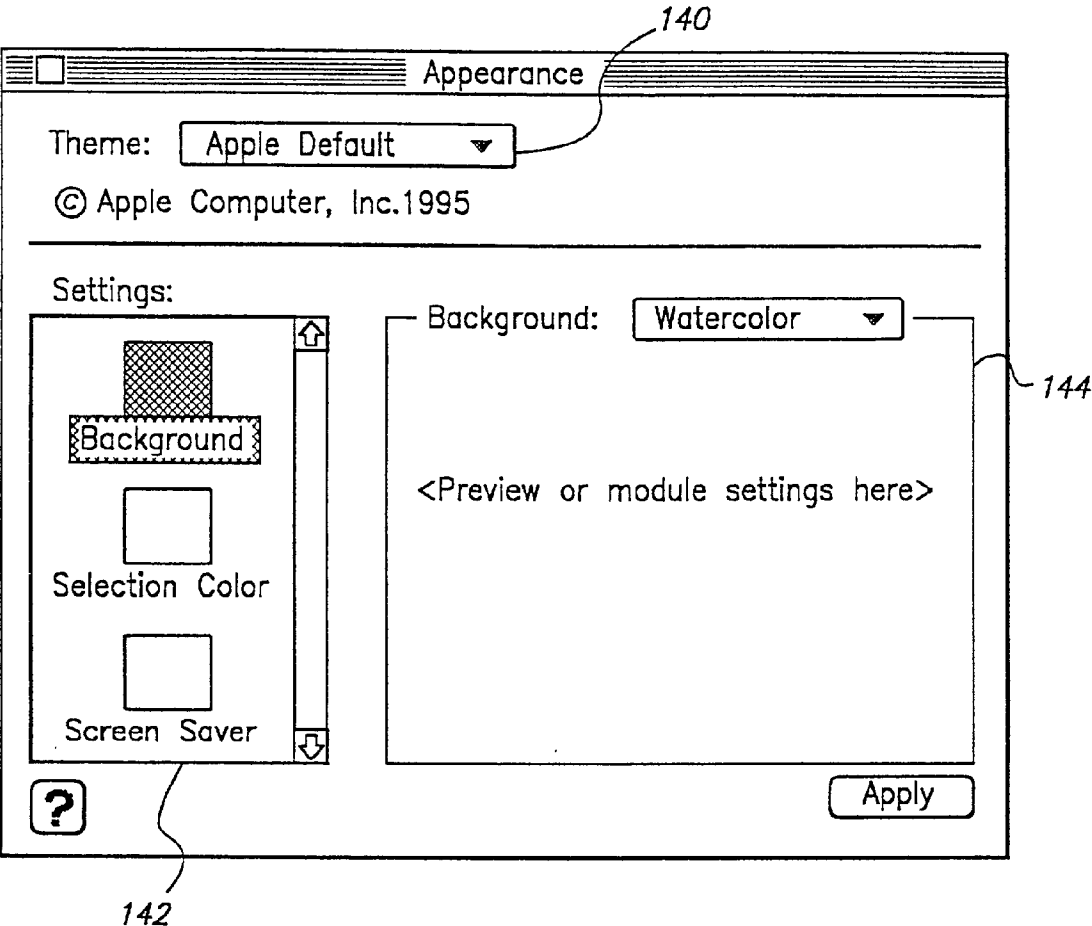 140
Appearance
Theme: Apple Default
© Apple Computer, Inc.1995
Settings:
Background: Watercolor
144
Background
<Preview or module settings here>
Selection Color
Screen Saver
?
Apply
142